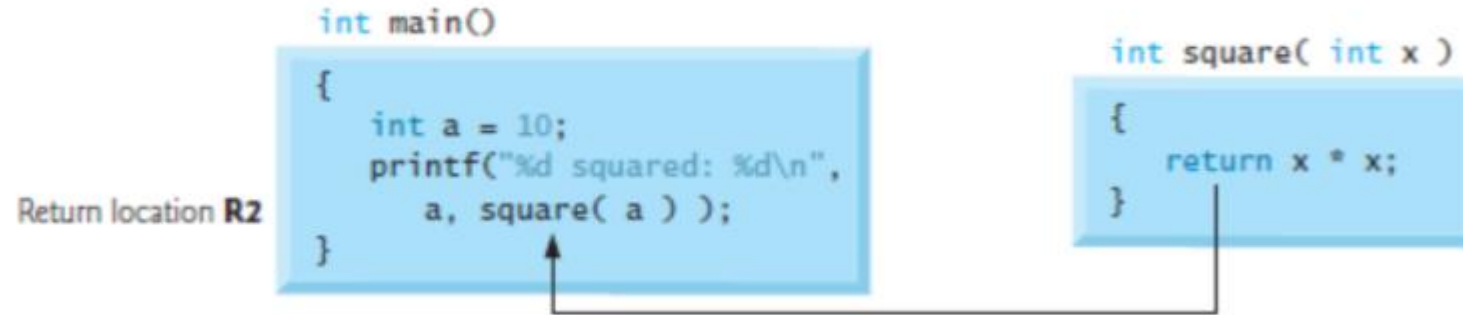 int main()
{
int a = 10;
printf("%d squared: %d\n",
a, square( a ) );
}
Return location R2
int square( int x )
{
return x * x;
}